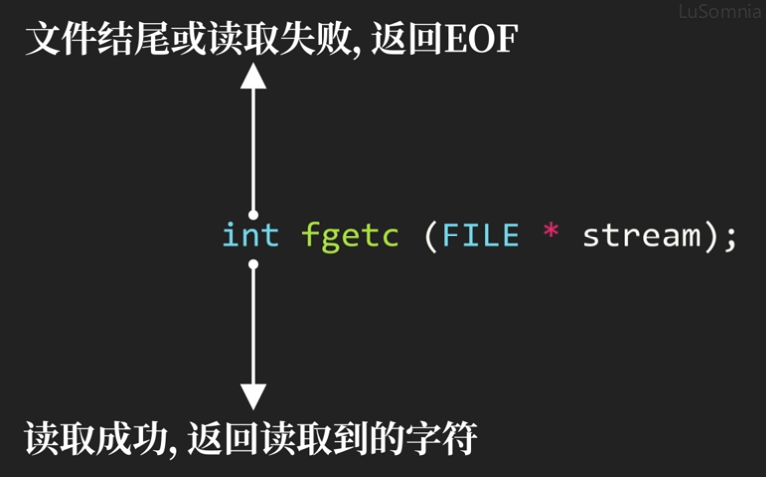 LuSomnia
文件结尾或读取失败, 返回EOF
int fgetc (FILE * stream);
读取成功, 返回读取到的字符